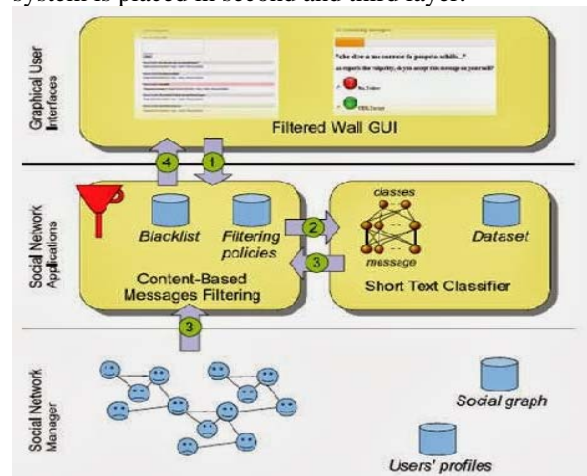 system is placed in second and third layer.
Graphical User
Interfaces
Filtered Wall GUI
4
1
Social Network
Applications
Blacklist
Filtering
policies
2
3
classes
message
Dataset
Content-Based
Messages Filtering
Short Text Classifier
3
Social Network
Manager
Social graph
Users' profiles